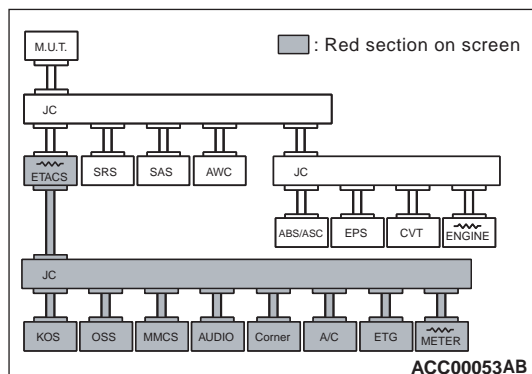 M.U.T.
: Red section on screen
JC
ETACS
SRS
SAS
AWC
JC
ABS/ASC
EPS
CVT
ENGINE
JC
KOS
OSS
MMCS
AUDIO
Corner
A/C
ETG
METER
ACC00053AB